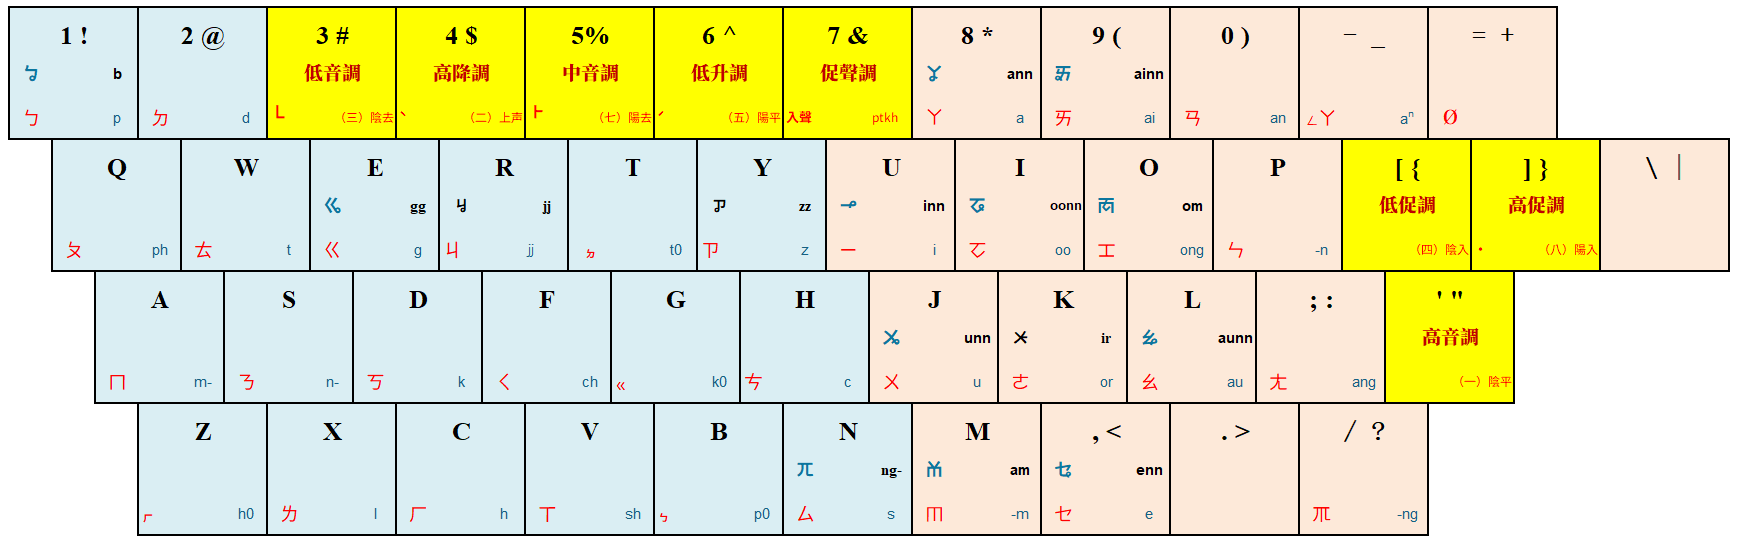 1 ! 2 @ 3 # 4 $ 5% 6 ^ 7 & 8 * 9 ( 0 ) − _ = +
低音調 高降調 中音調 低升調 促聲調
ㆠ b ㆩ ann ㆮ ainn
ㄅ p ㄉ d ㄴ （三）陰去 ˋ （二）上声 ㅏ （七）陽去 ˊ （五）陽平 入聲 ptkh ㄚ a ㄞ ai ㄢ an ㄥㄚ aⁿ Ø
Q W E R T Y U I O P [ { ] } \ |
低促調 高促調
ㆣ gg ㆢ jj ㆡ zz ㆪ inn ㆧ oonn ㆱ om
ㄆ ph ㄊ t ㄍ g ㄐ jj ㆵ t0 ㄗ z ㄧ i ㆦ oo ㆲ ong ㄣ -n （四）陰入 ˙ （八）陽入
A S D F G H J K L ; : ' "
高音調
ㆫ unn ㆨ ir ㆯ aunn
ㄇ m- ㄋ n- ㄎ k ㄑ ch ㆶ k0 ㄘ c ㄨ u ㄜ or ㄠ au ㄤ ang （一）陰平
Z X C V B N M , < . > / ?
ㄫ ng- ㆰ am ㆥ enn
ㆷ h0 ㄌ l ㄏ h ㄒ sh ㆴ p0 ㄙ s ㆬ -m ㆤ e ㆭ -ng